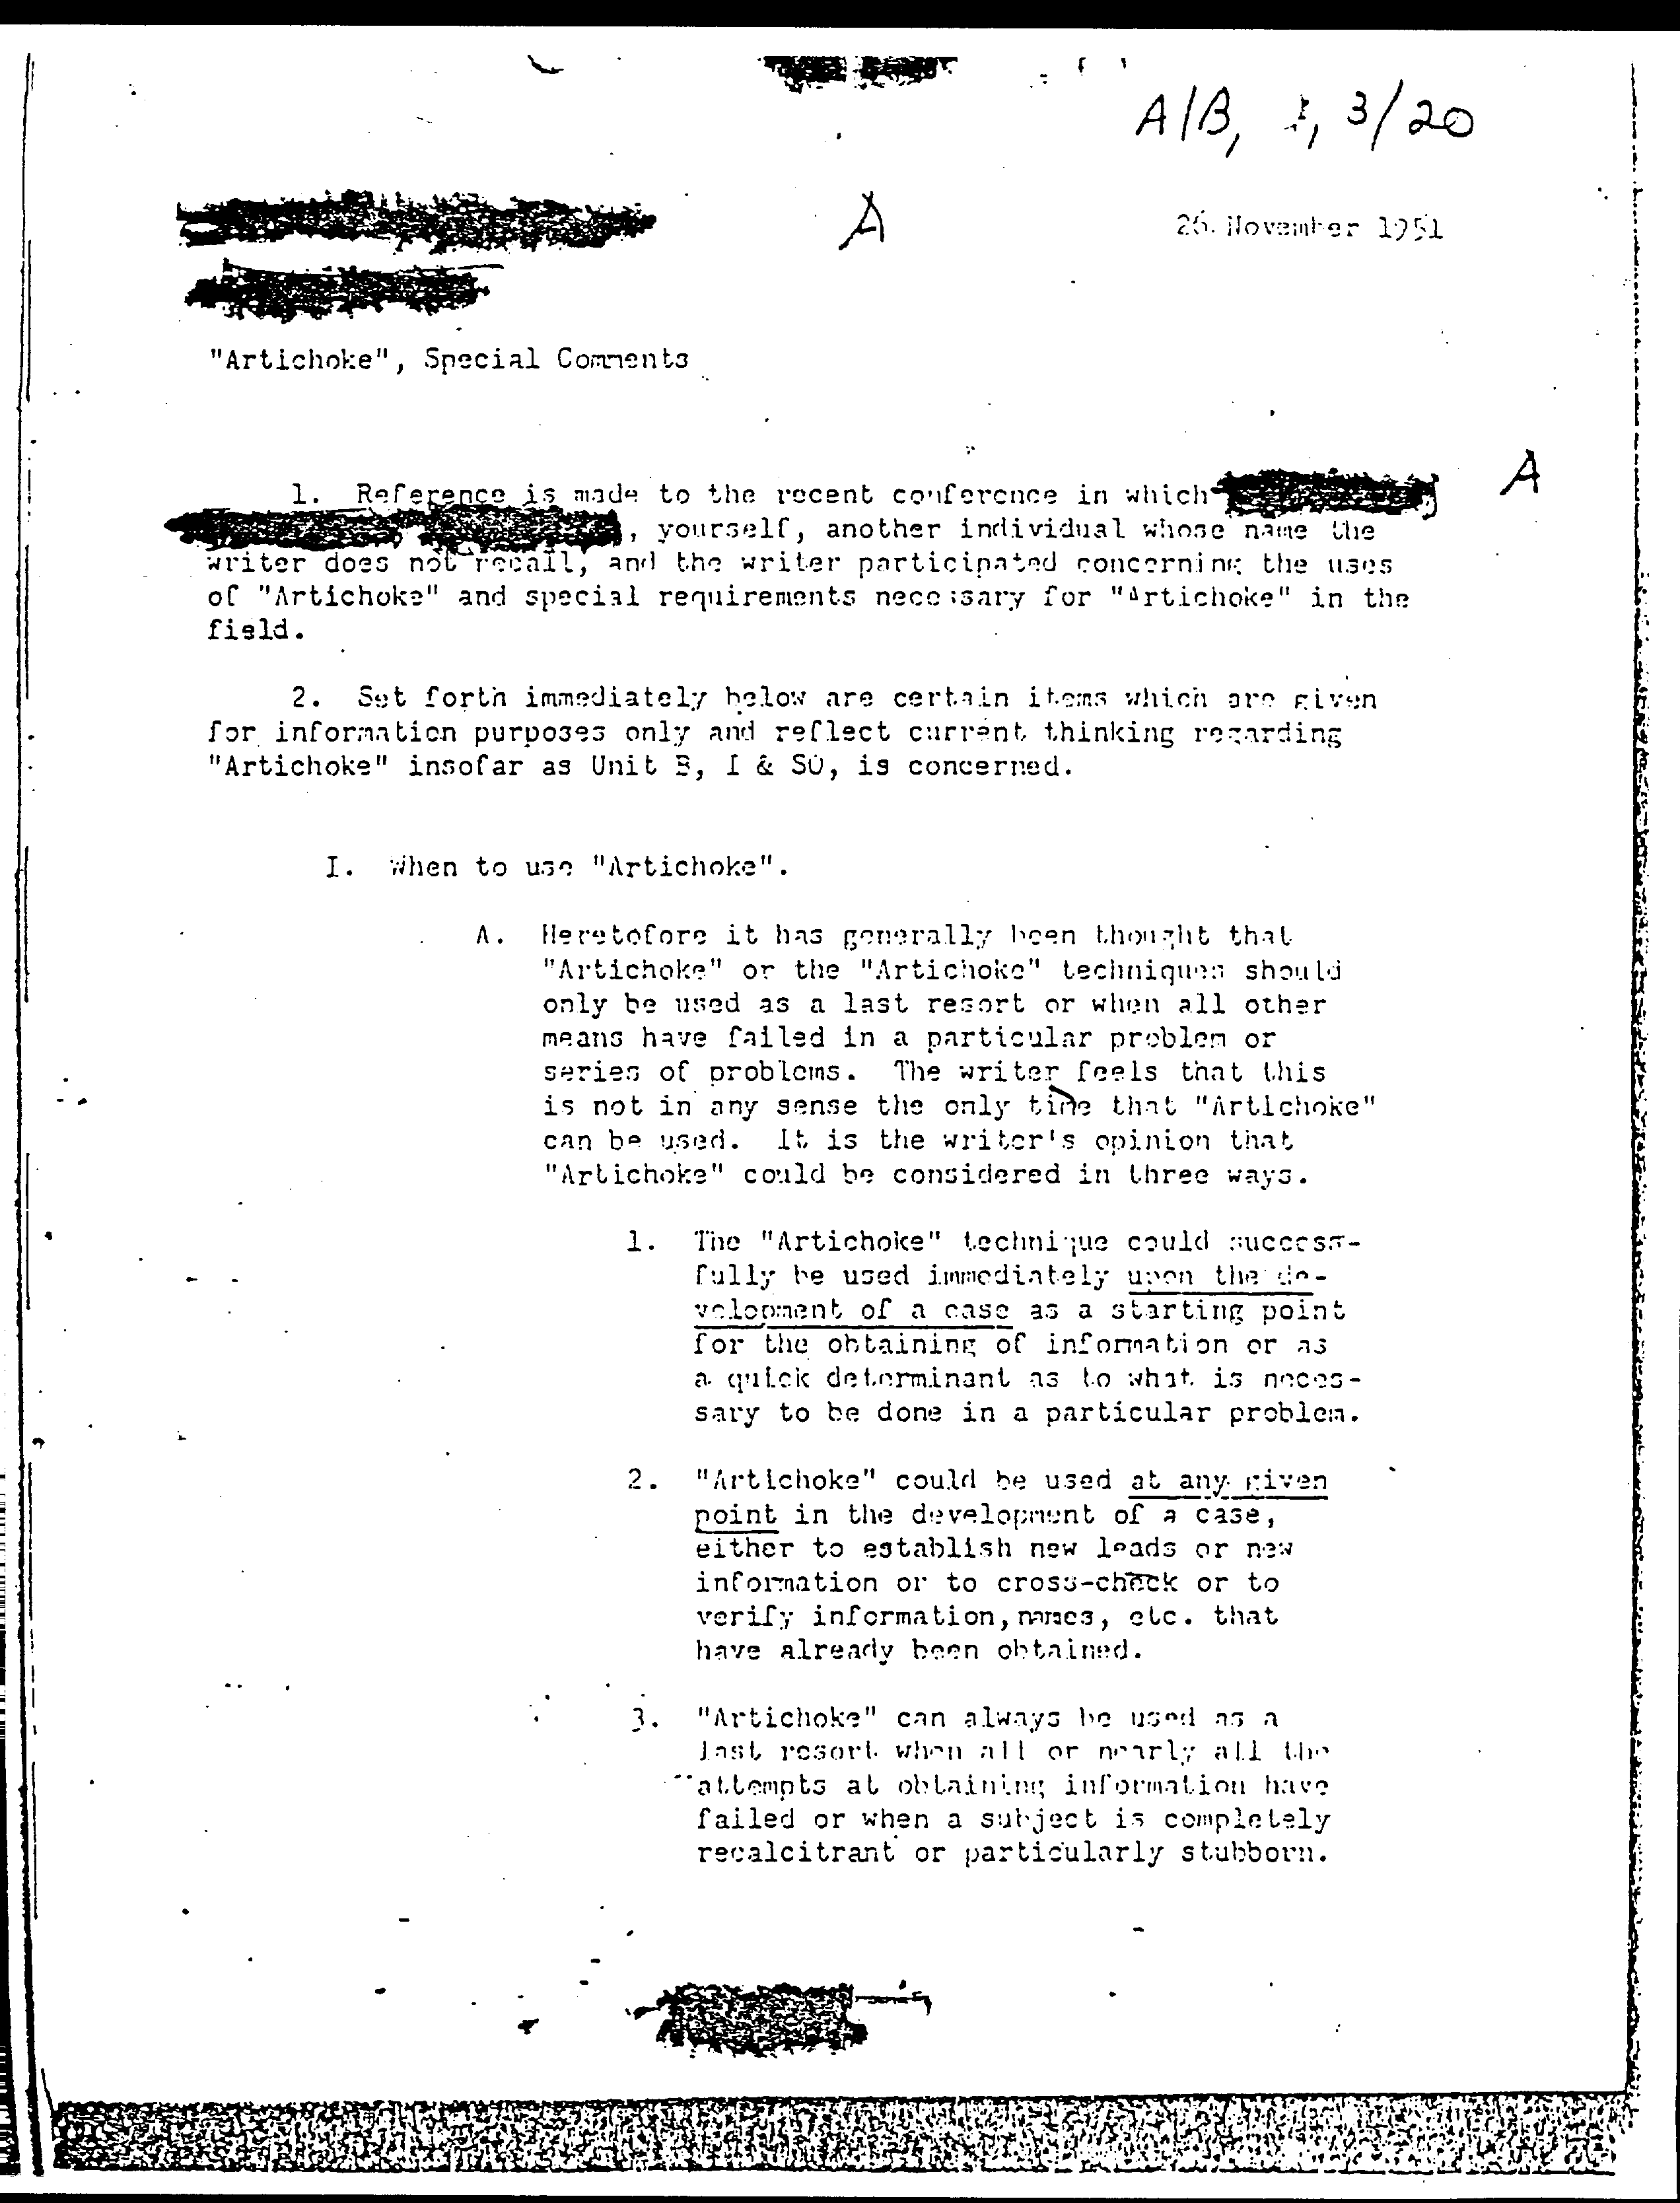 A/B, 1, 3/20
A
26 November 1951
"Artichoke", Special Comments
A
1. Reference is made to the recent conference in which
, yourself, another individual whose name the
writer does not recall, and the writer participated concerning the uses
of "Artichoke" and special requirements necessary for "Artichoke" in the
field.
2. Set forth immediately below are certain items which are given
for information purposes only and reflect current thinking regarding
"Artichoke" insofar as Unit B, I & SO, is concerned.
I. When to use "Artichoke".
A. Heretofore it has generally been thought that
"Artichoke" or the "Artichoke" techniques should
only be used as a last resort or when all other
means have failed in a particular problem or
series of problems. The writer feels that this
is not in any sense the only time that "Artichoke"
can be used. It is the writer's opinion that
"Artichoke" could be considered in three ways.
1. The "Artichoke" technique could success-
fully be used immediately upon the de-
velopment of a case as a starting point
for the obtaining of information or as
a quick determinant as to what is neces-
sary to be done in a particular problem.
2. "Artichoke" could be used at any given
point in the development of a case,
either to establish new leads or new
information or to cross-check or to
verify information, names, etc. that
have already been obtained.
3. "Artichoke" can always be used as a
last resort when all or nearly all the
attempts at obtaining information have
failed or when a subject is completely
recalcitrant or particularly stubborn.